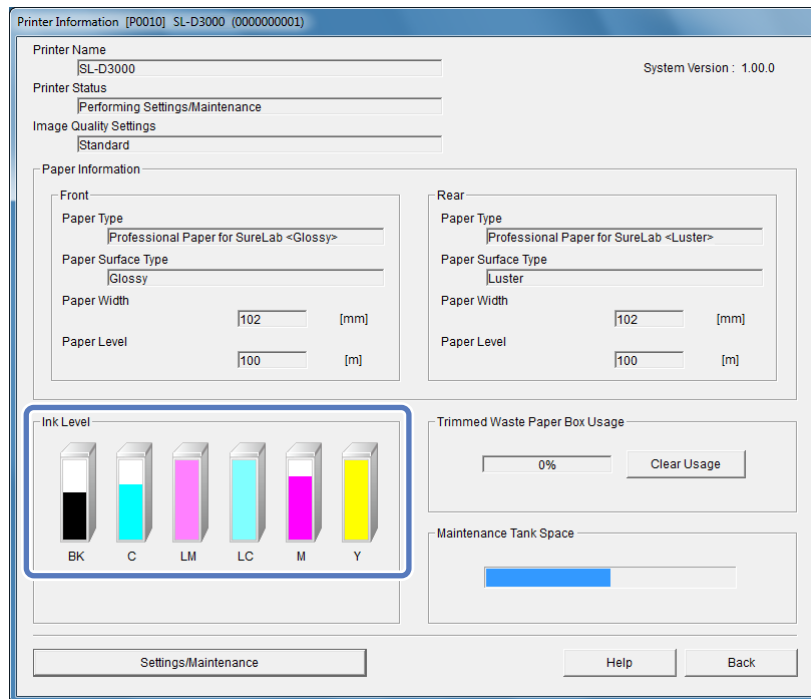 Printer Information [P0010] SL-D3000 (0000000001)
Printer Name
SL-D3000
System Version : 1.00.0
Printer Status
Performing Settings/Maintenance
Image Quality Settings
Standard
Paper Information
Front
Paper Type
Professional Paper for SureLab <Glossy>
Paper Surface Type
Glossy
Paper Width
102 [mm]
Paper Level
100 [m]
Rear
Paper Type
Professional Paper for SureLab <Luster>
Paper Surface Type
Luster
Paper Width
102 [mm]
Paper Level
100 [m]
Ink Level
BK C LM LC M Y
Trimmed Waste Paper Box Usage
0% Clear Usage
Maintenance Tank Space
Settings/Maintenance Help Back